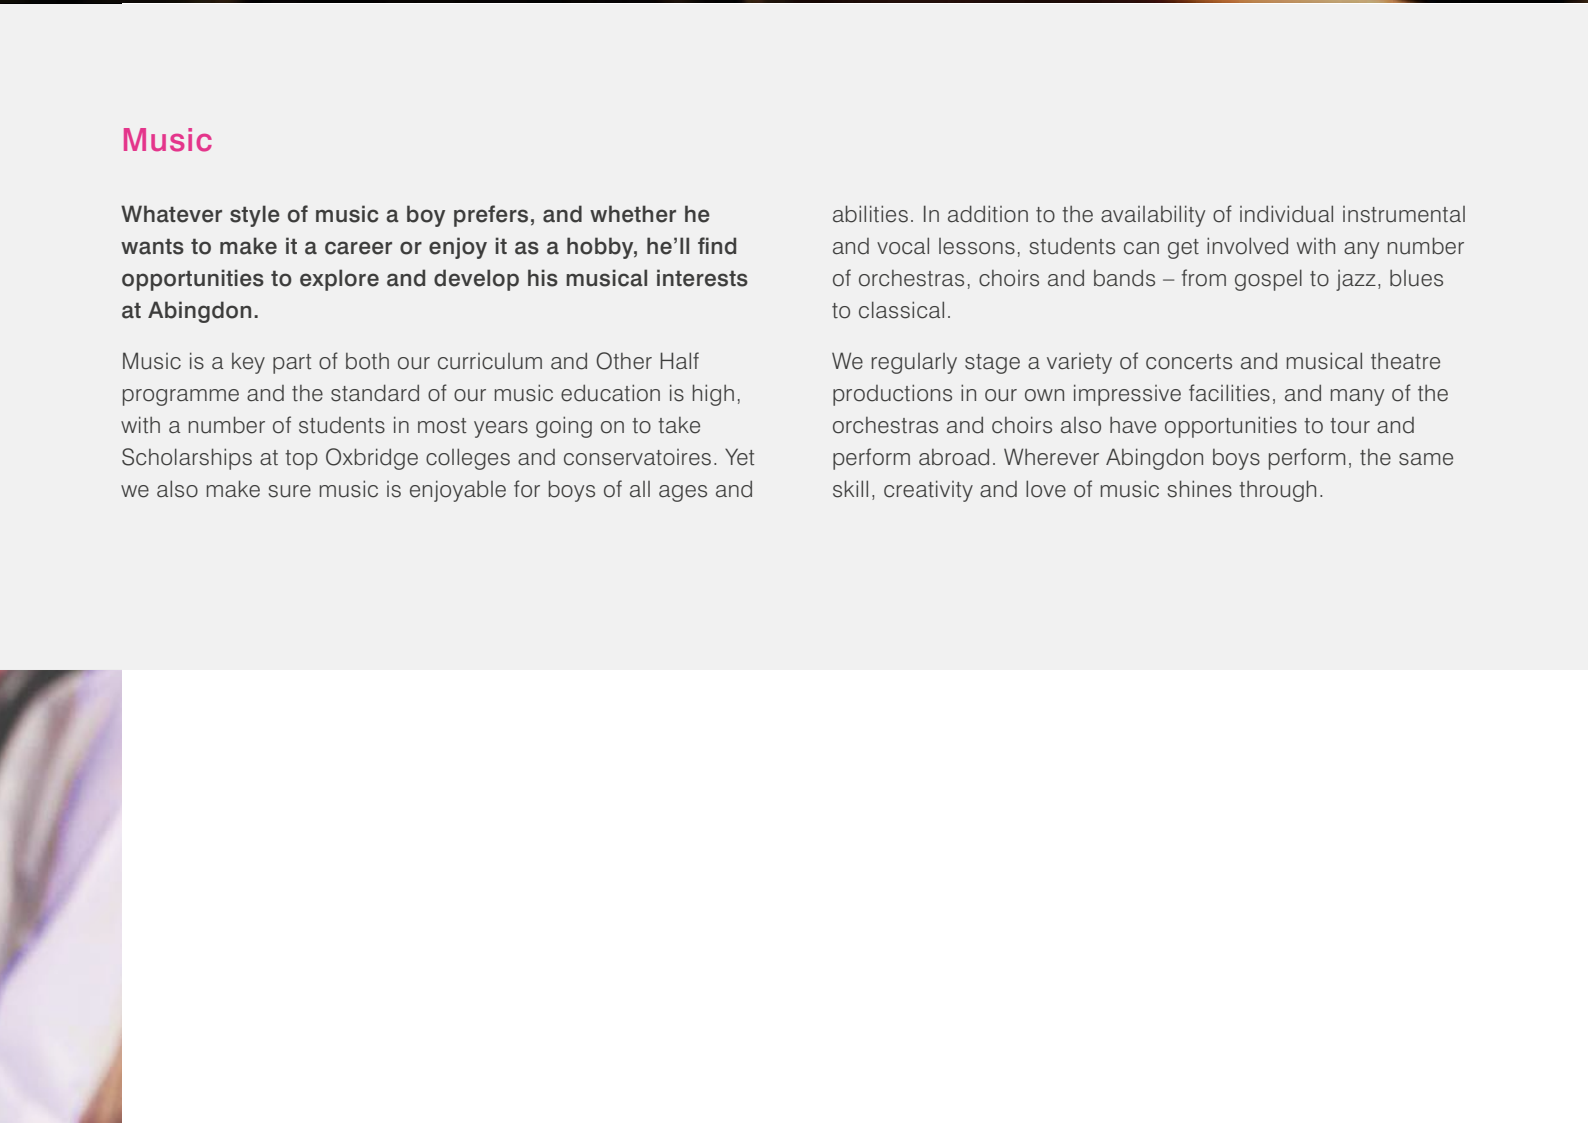 Music
Whatever style of music a boy prefers, and whether he
wants to make it a career or enjoy it as a hobby, he’ll find
opportunities to explore and develop his musical interests
at Abingdon.
Music is a key part of both our curriculum and Other Half
programme and the standard of our music education is high,
with a number of students in most years going on to take
Scholarships at top Oxbridge colleges and conservatoires. Yet
we also make sure music is enjoyable for boys of all ages and
abilities. In addition to the availability of individual instrumental
and vocal lessons, students can get involved with any number
of orchestras, choirs and bands – from gospel to jazz, blues
to classical.
We regularly stage a variety of concerts and musical theatre
productions in our own impressive facilities, and many of the
orchestras and choirs also have opportunities to tour and
perform abroad. Wherever Abingdon boys perform, the same
skill, creativity and love of music shines through.